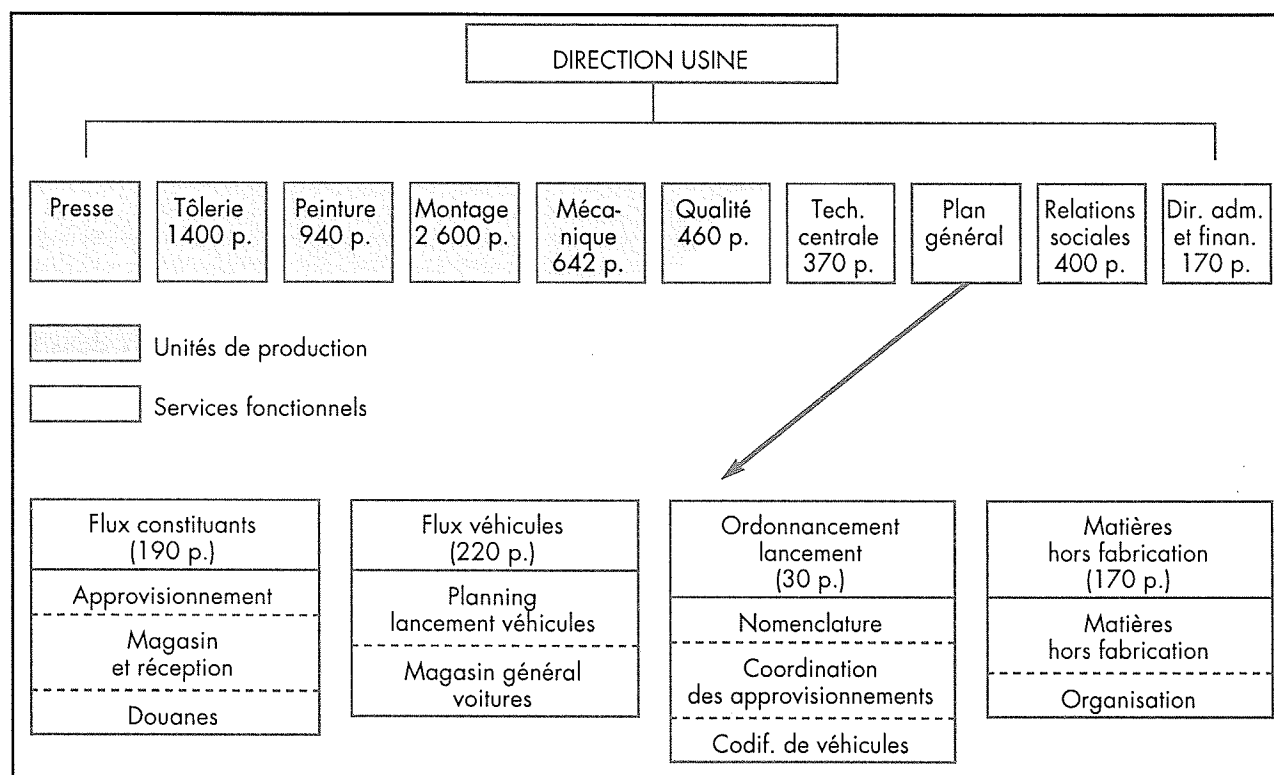 DIRECTION USINE
Presse
Tôlerie
1400 p.
Peinture
940 p.
Montage
2 600 p.
Méca-
nique
642 p.
Qualité
460 p.
Tech.
centrale
370 p.
Plan
général
Relations
sociales
400 p.
Dir. adm.
et finan.
170 p.
Unités de production
Services fonctionnels
Flux constituants
(190 p.)
Approvisionnement
Magasin
et réception
Douanes
Flux véhicules
(220 p.)
Planning
lancement véhicules
Magasin général
voitures
Ordonnancement
lancement
(30 p.)
Nomenclature
Coordination
des approvisionnements
Codif. de véhicules
Matières
hors fabrication
(170 p.)
Matières
hors fabrication
Organisation